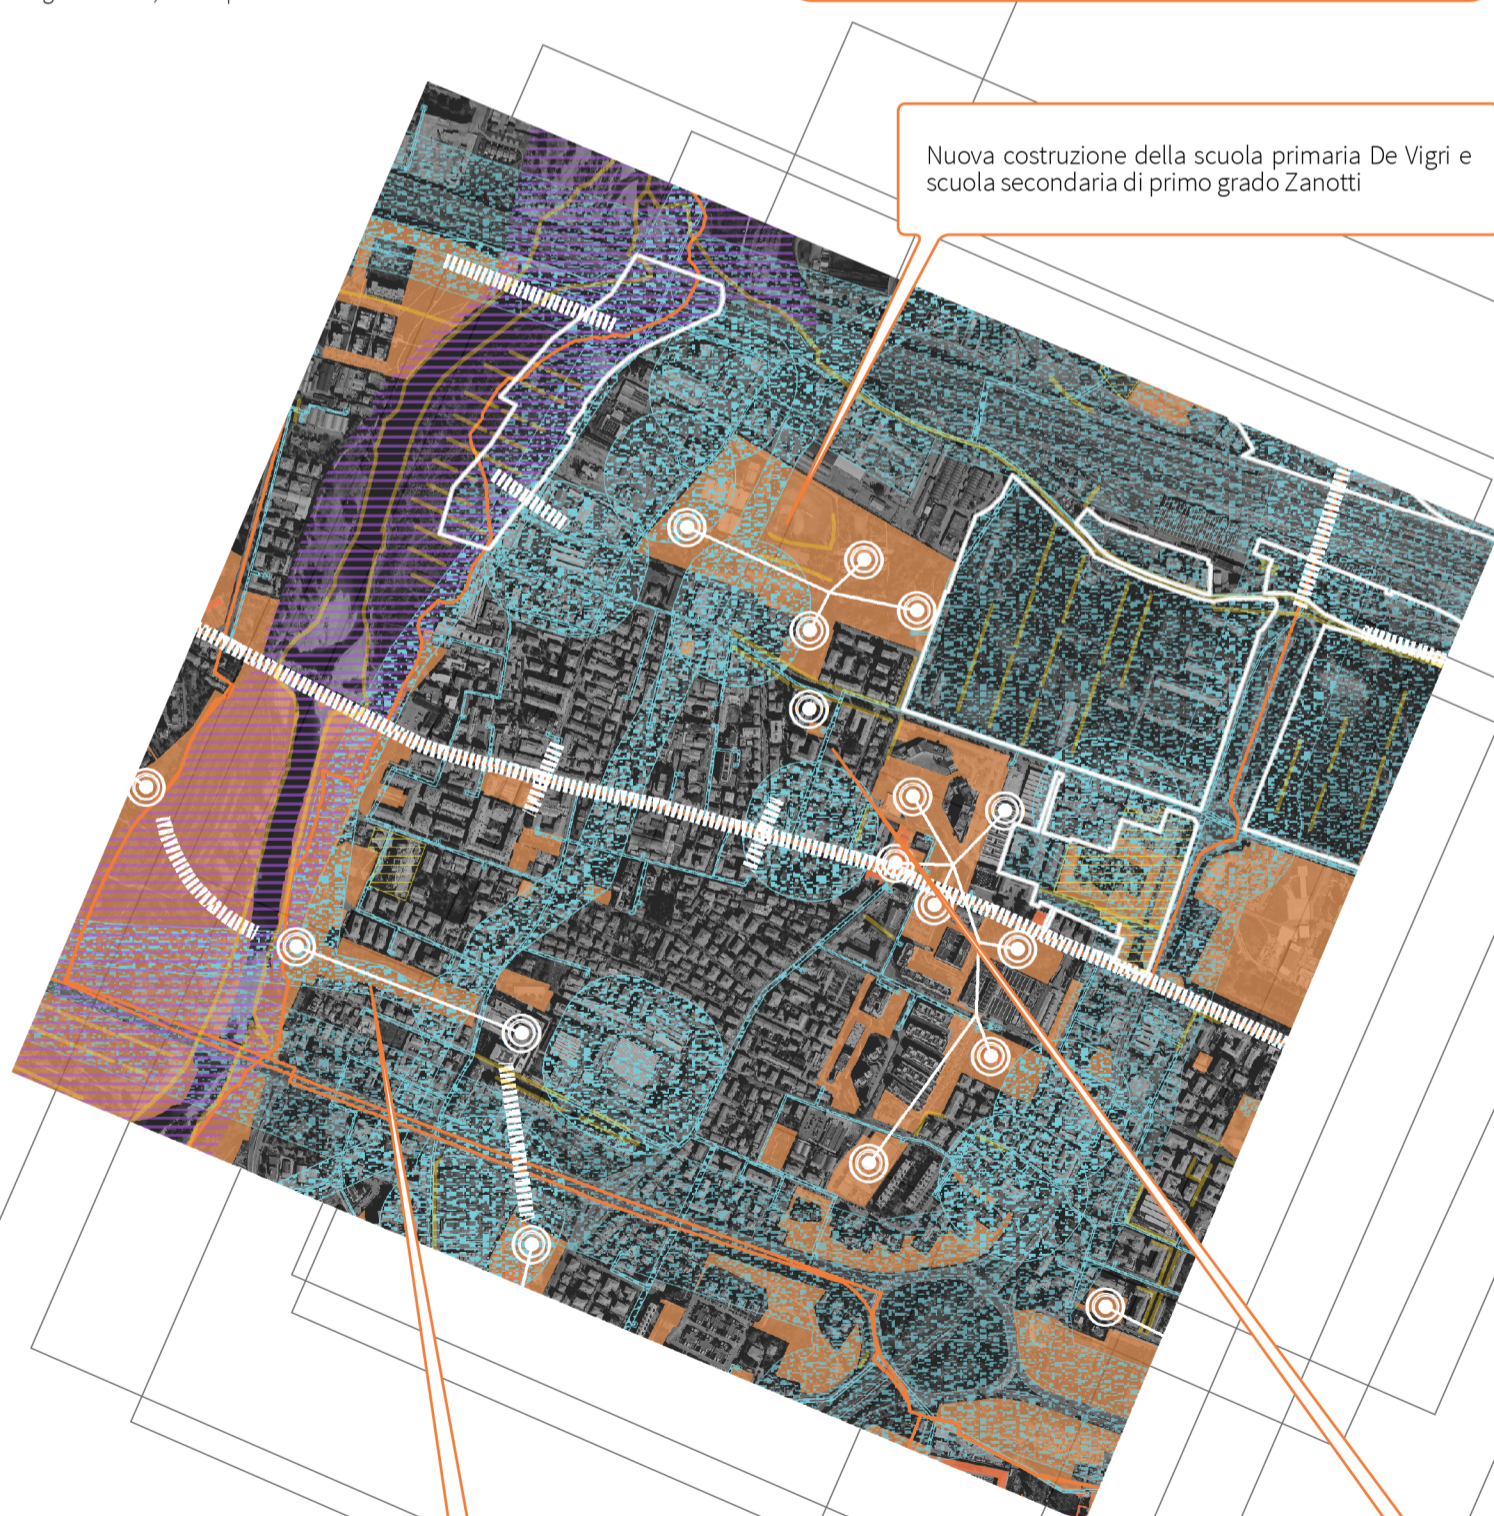 Nuova costruzione della scuola primaria De Vigri e
scuola secondaria di primo grado Zanotti